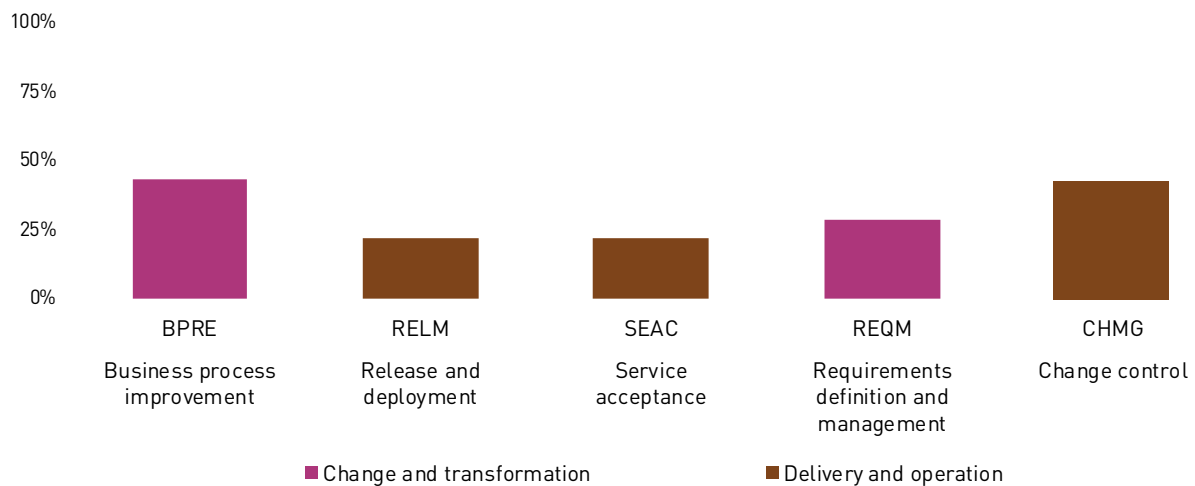 100%
75%
50%
25%
0%
BPRE
RELM
SEAC
REQM
CHMG
Business process
improvement
Release and
deployment
Service
acceptance
Requirements
definition and
management
Change control
Change and transformation
Delivery and operation